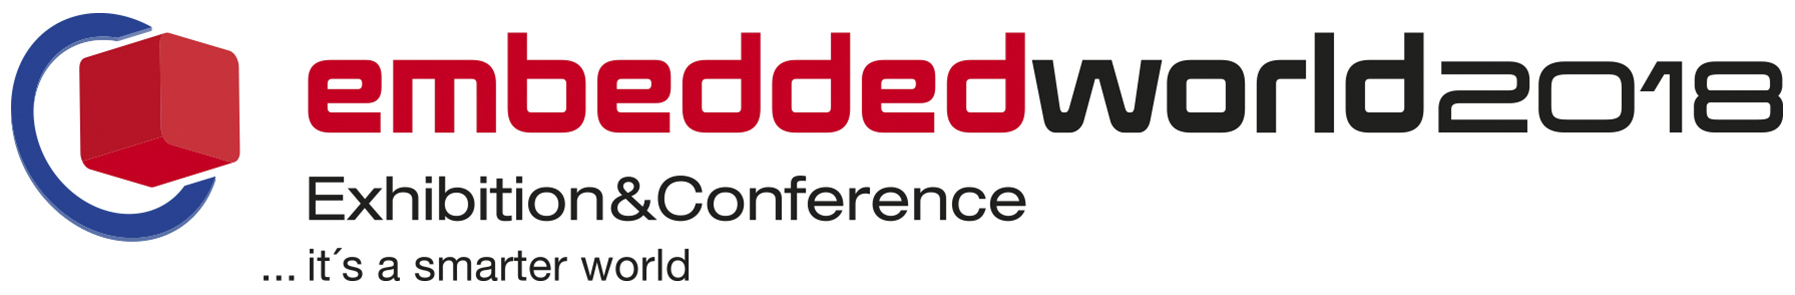 embeddedworld2018
Exhibition&Conference
... it´s a smarter world